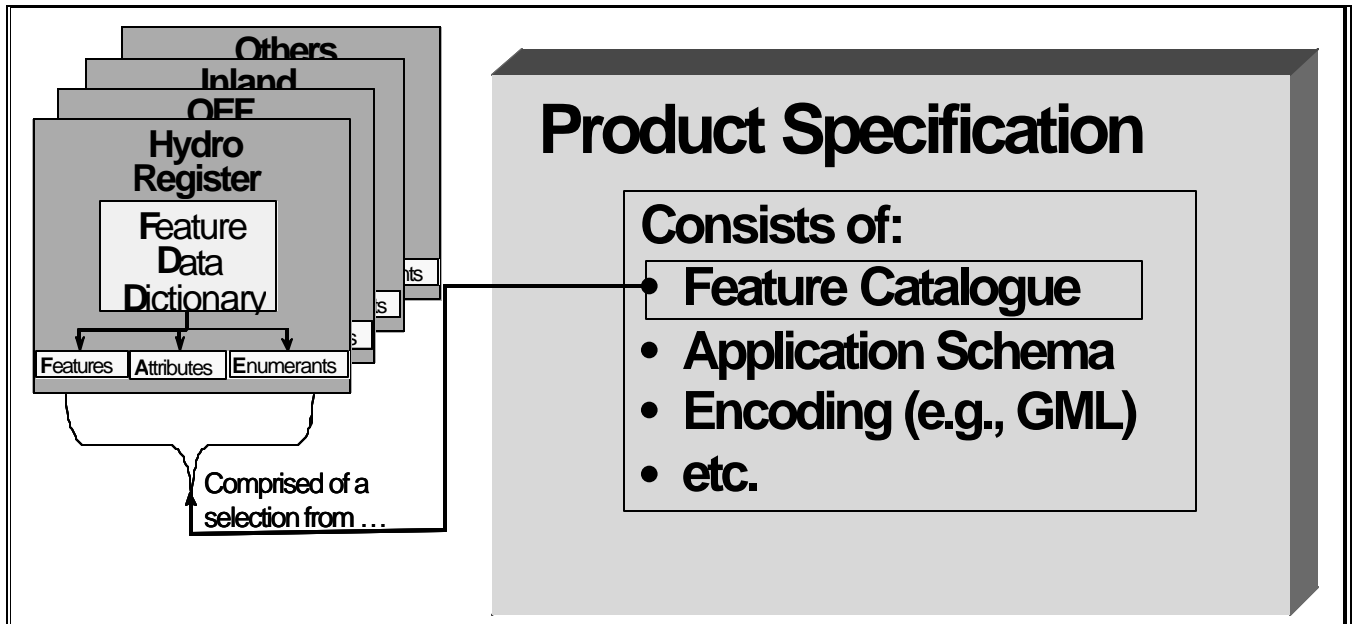 Others
Inland
OEF
Hydro
Register
Feature
Data
Dictionary
Features Attributes Enumerants
Comprised of a
selection from …
Product Specification
Consists of:
• Feature Catalogue
• Application Schema
• Encoding (e.g., GML)
• etc.